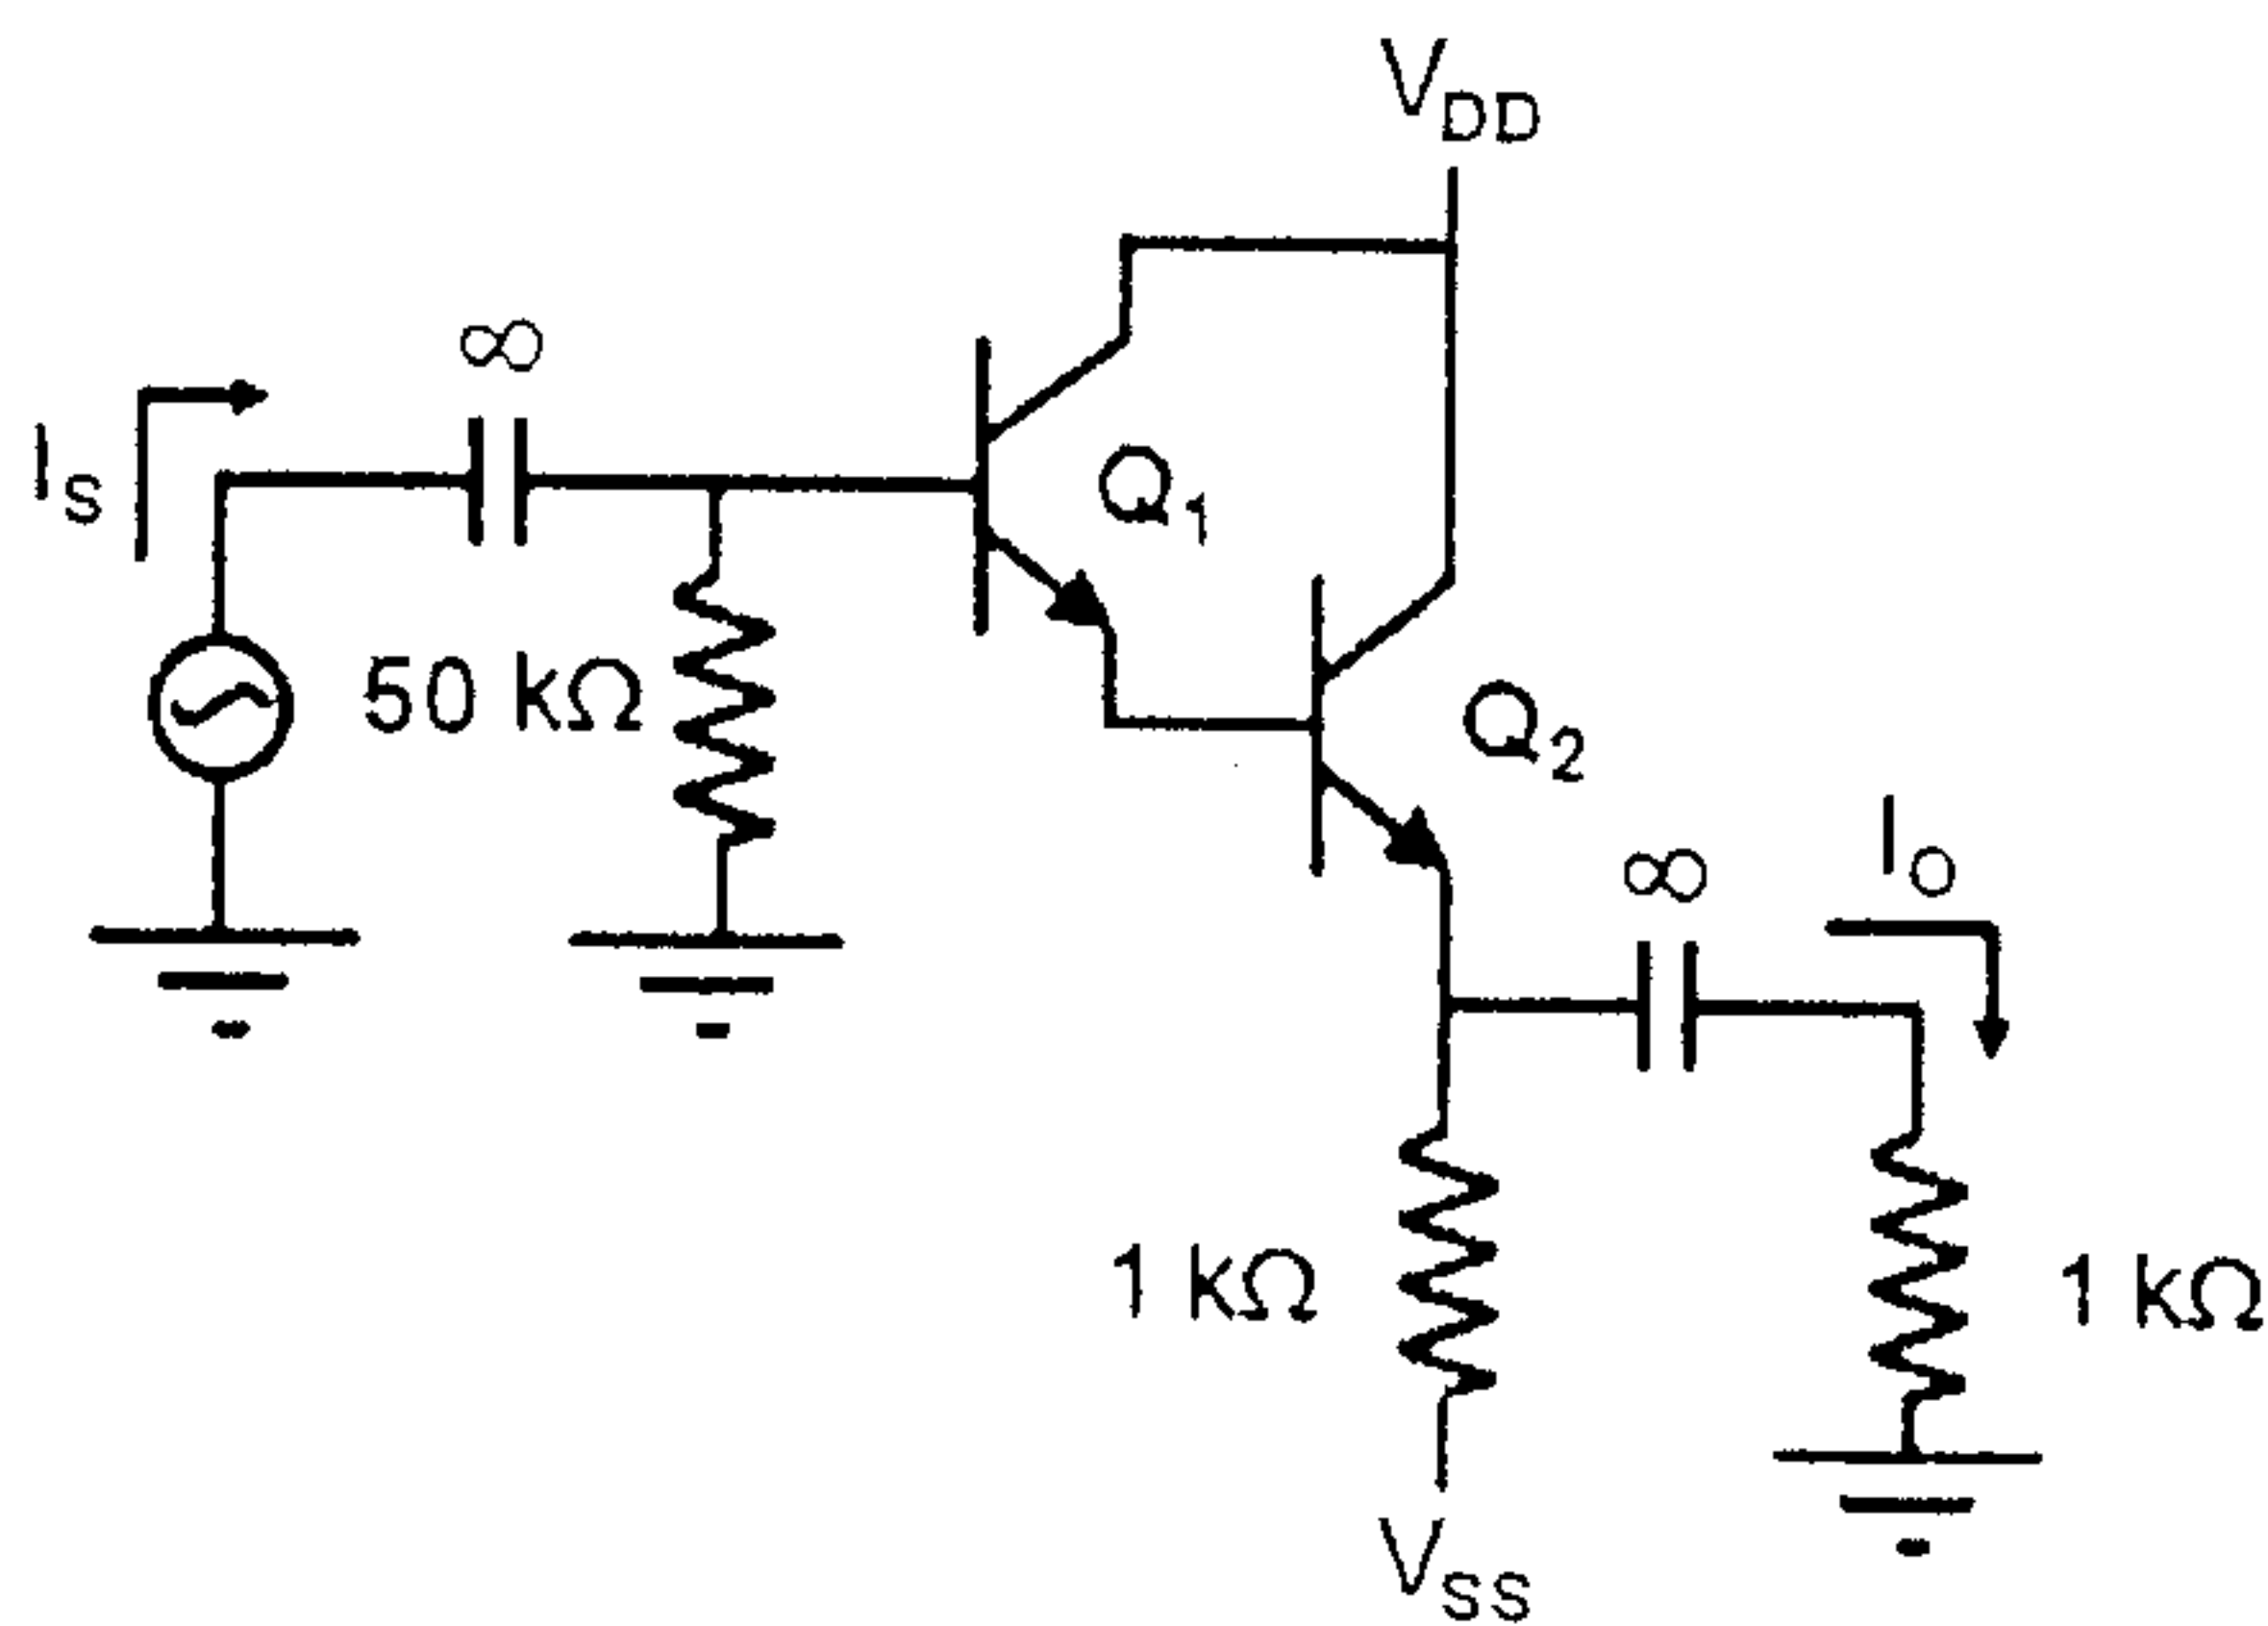 V_DD
∞
I_S
Q_1
50 kΩ
Q_2
I_O
∞
1 kΩ
1 kΩ
V_SS